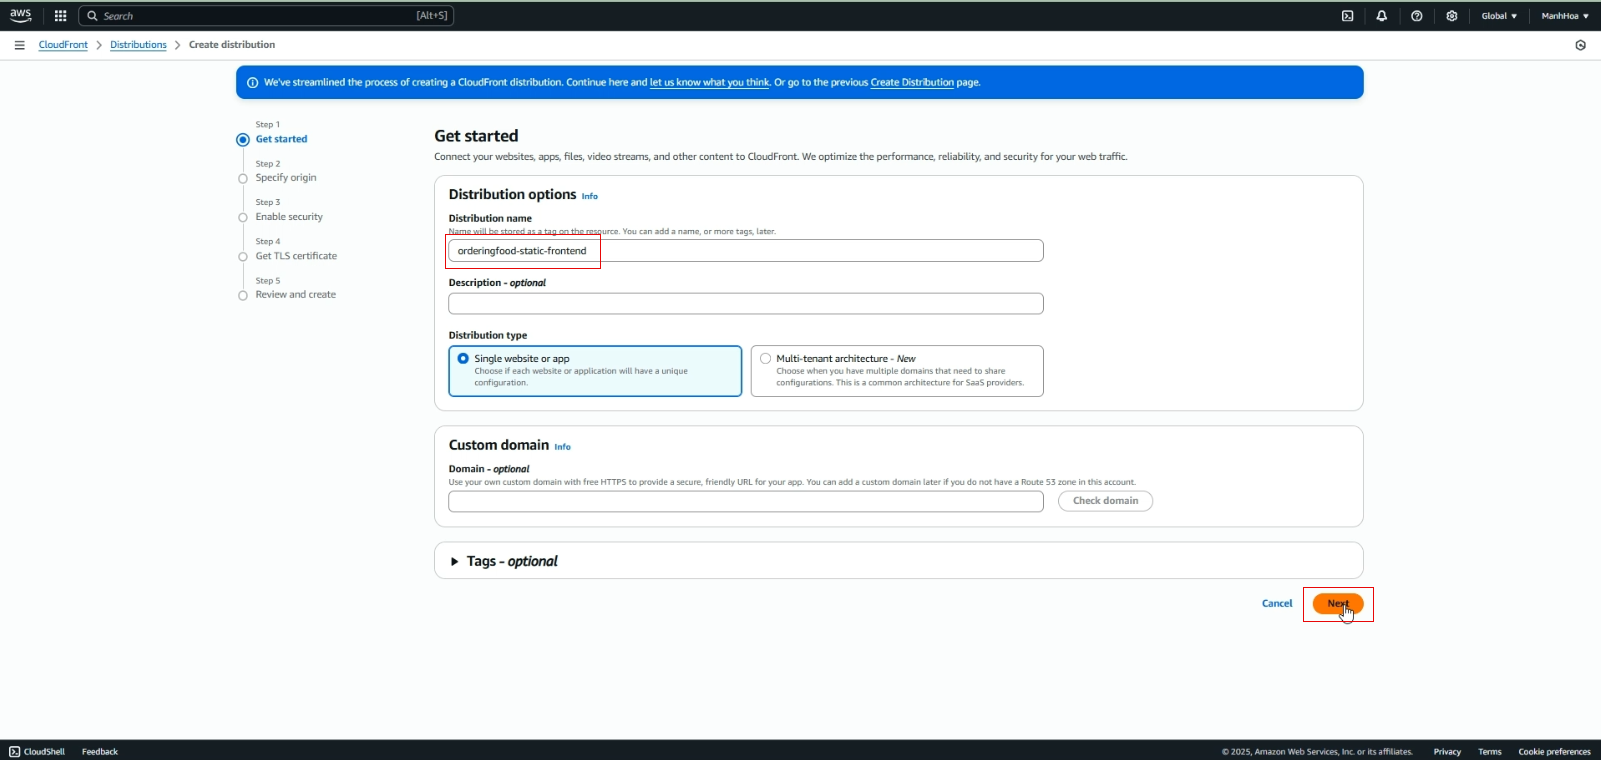 aws
Search
[Alt+S]
Global ▼
ManhHoa ▼
CloudFront > Distributions > Create distribution
We've streamlined the process of creating a CloudFront distribution. Continue here and let us know what you think. Or go to the previous Create Distribution page.
Step 1
Get started
Step 2
Specify origin
Step 3
Enable security
Step 4
Get TLS certificate
Step 5
Review and create
Get started
Connect your websites, apps, files, video streams, and other content to CloudFront. We optimize the performance, reliability, and security for your web traffic.
Distribution options Info
Distribution name
Name will be stored as a tag on the resource. You can add a name, or more tags, later.
orderingfood-static-frontend
Description - optional
Distribution type
Single website or app
Choose if each website or application will have a unique
configuration.
Multi-tenant architecture - New
Choose when you have multiple domains that need to share
configurations. This is a common architecture for SaaS providers.
Custom domain Info
Domain - optional
Use your own custom domain with free HTTPS to provide a secure, friendly URL for your app. You can add a custom domain later if you do not have a Route 53 zone in this account.
Check domain
Tags - optional
Cancel
Next
CloudShell
Feedback
© 2025, Amazon Web Services, Inc. or its affiliates.
Privacy
Terms
Cookie preferences